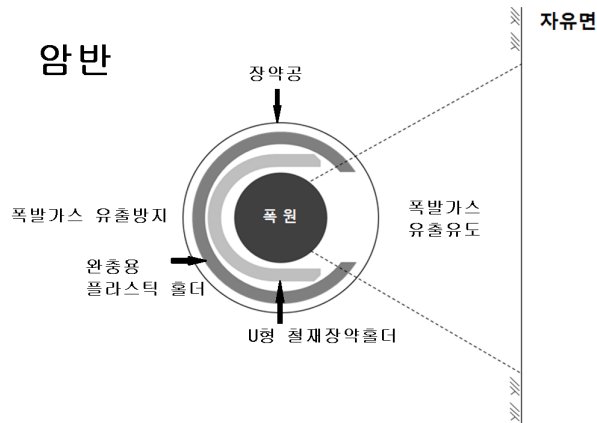 자유면
암반
장약공
폭원
폭발가스 유출방지
폭발가스
유출유도
완충용
플라스틱 홀더
U형 철재장약홀더